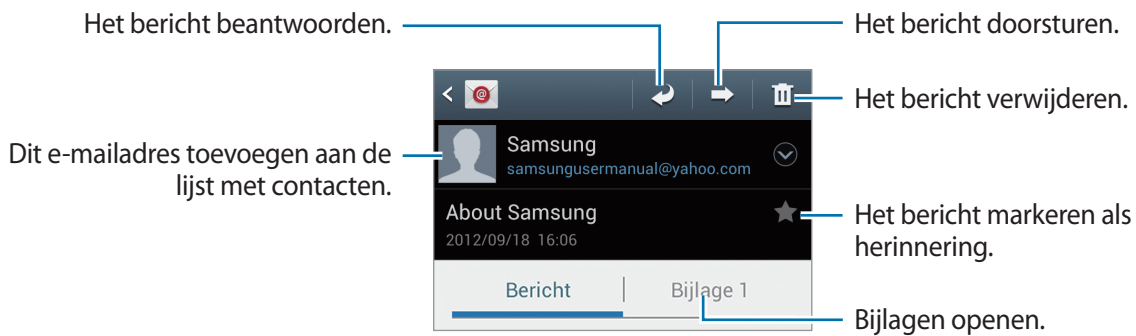 Het bericht beantwoorden.
Het bericht doorsturen.
Het bericht verwijderen.
Dit e-mailadres toevoegen aan de
lijst met contacten.
Samsung
samsungusermanual@yahoo.com
About Samsung
2012/09/18 16:06
Het bericht markeren als
herinnering.
Bericht
Bijlage 1
Bijlagen openen.